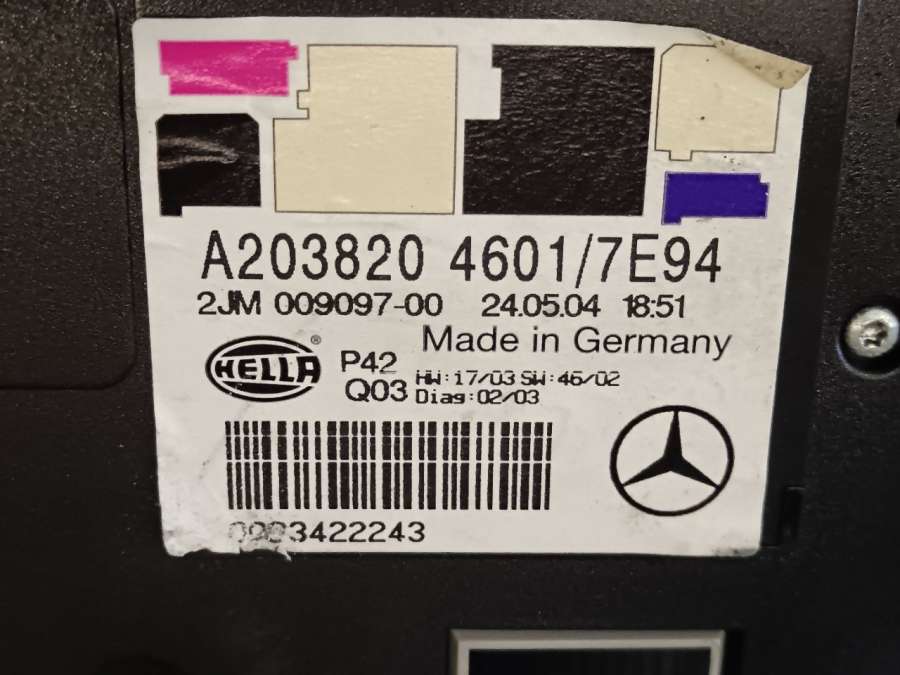 A203820 4601/7E94
2JM 009097-00 24.05.04 18:51
Made in Germany
HELLA®
P42
Q03
HW:17/03 SW:46/02
Diag:02/03